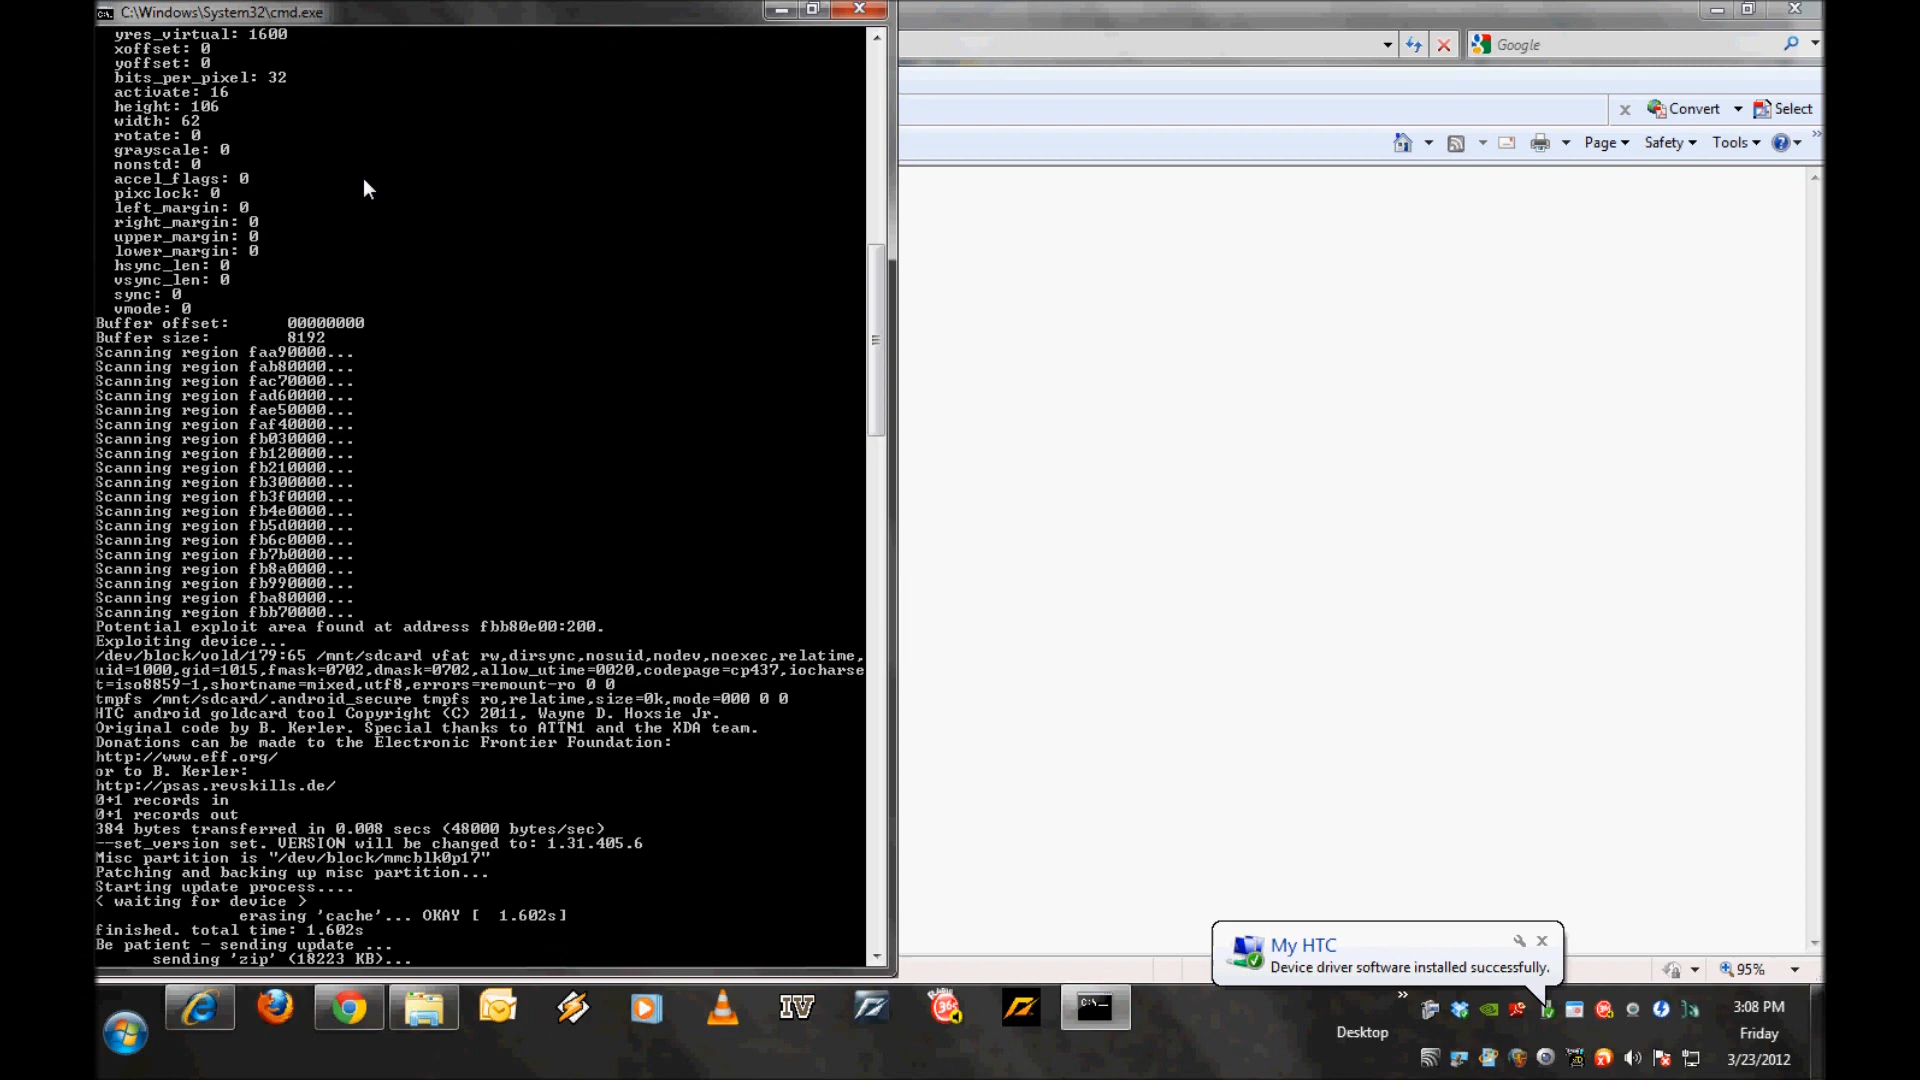 C:\Windows\System32\cmd.exe
yres_virtual: 1600
xoffset: 0
yoffset: 0
bits_per_pixel: 32
activate: 16
height: 106
width: 62
rotate: 0
grayscale: 0
nonstd: 0
accel_flags: 0
pixclock: 0
left_margin: 0
right_margin: 0
upper_margin: 0
lower_margin: 0
hsync_len: 0
vsync_len: 0
sync: 0
vmode: 0
Buffer offset: 00000000
Buffer size: 8192
Scanning region faa90000...
Scanning region fab80000...
Scanning region fac70000...
Scanning region fad60000...
Scanning region fae50000...
Scanning region faf40000...
Scanning region fb030000...
Scanning region fb120000...
Scanning region fb210000...
Scanning region fb300000...
Scanning region fb3f0000...
Scanning region fb4e0000...
Scanning region fb5d0000...
Scanning region fb6c0000...
Scanning region fb7b0000...
Scanning region fb8a0000...
Scanning region fb990000...
Scanning region fba80000...
Scanning region fbb70000...
Potential exploit area found at address fbb80e00:200.
Exploiting device...
/dev/block/vold/179:65 /mnt/sdcard vfat rw,dirsync,nosuid,nodev,noexec,relatime,
uid=1000,gid=1015,fmask=0702,dmask=0702,allow_utime=0020,codepage=cp437,iocharse
t=iso8859-1,shortname=mixed,utf8,errors=remount-ro 0 0
tmpfs /mnt/sdcard/.android_secure tmpfs ro,relatime,size=0k,mode=000 0 0
HTC android goldcard tool Copyright (C) 2011, Wayne D. Hoxsie Jr.
Original code by B. Kerler. Special thanks to ATTN1 and the XDA team.
Donations can be made to the Electronic Frontier Foundation:
http://www.eff.org/
or to B. Kerler:
http://psas.revskills.de/
0+1 records in
0+1 records out
384 bytes transferred in 0.008 secs (48000 bytes/sec)
--set_version set. VERSION will be changed to: 1.31.405.6
Misc partition is "/dev/block/mmcblk0p17"
Patching and backing up misc partition...
Starting update process....
< waiting for device >
erasing 'cache'... OKAY [ 1.602s]
finished. total time: 1.602s
Be patient - sending update ...
sending 'zip' (18223 KB)...
Google
x Convert Select
Page Safety Tools
My HTC
Device driver software installed successfully.
95%
IV
Desktop
3:08 PM
Friday
3/23/2012